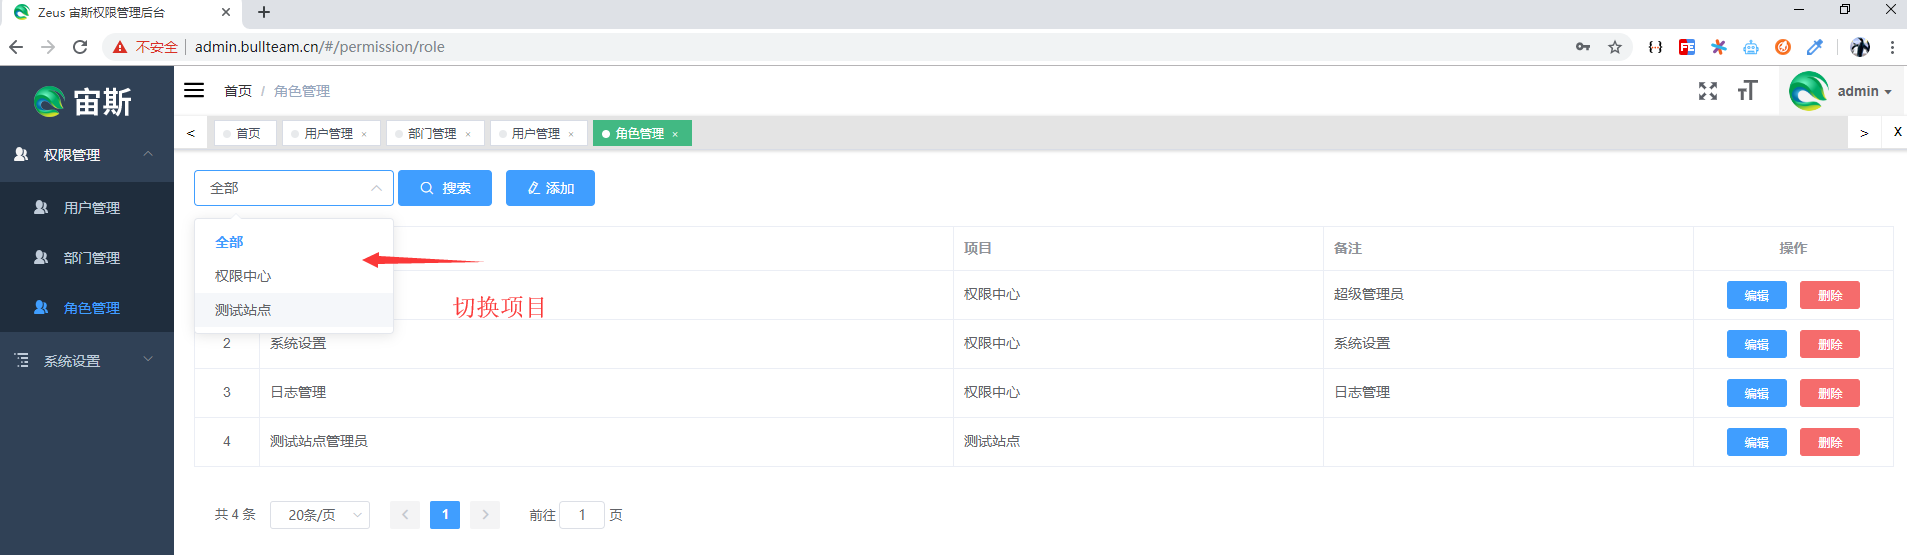 Zeus 宙斯权限管理后台
不安全 | admin.bullteam.cn/#/permission/role
宙斯
首页 / 角色管理
admin
< 首页 用户管理 × 部门管理 × 用户管理 × 角色管理 × > X
权限管理
用户管理
部门管理
角色管理
系统设置
全部 搜索 添加
全部
权限中心
测试站点
切换项目
项目 备注 操作
权限中心 超级管理员 编辑 删除
2 系统设置 权限中心 系统设置 编辑 删除
3 日志管理 权限中心 日志管理 编辑 删除
4 测试站点管理员 测试站点 编辑 删除
共 4 条 20条/页 < 1 > 前往 1 页